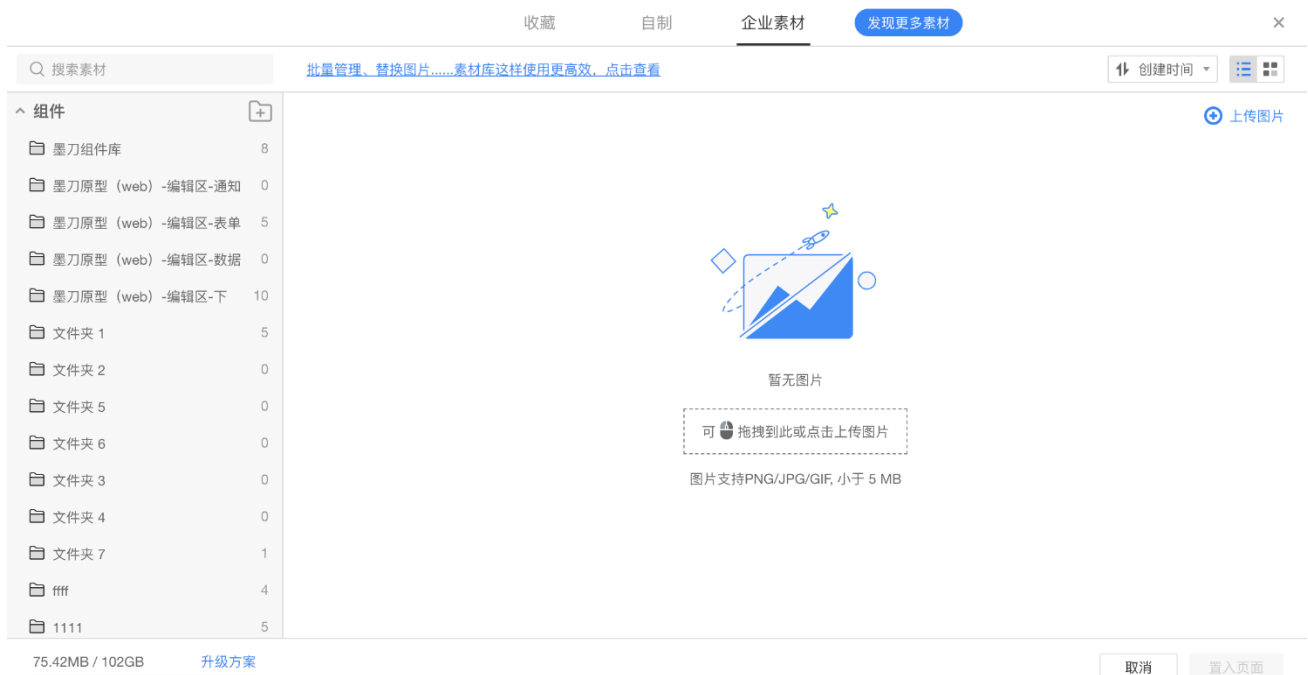 收藏 自制 企业素材 发现更多素材
搜索素材 批量管理、替换图片......素材库这样使用更高效，点击查看 创建时间
组件 上传图片
墨刀组件库 8
墨刀原型（web）-编辑区-通知 0
墨刀原型（web）-编辑区-表单 5
墨刀原型（web）-编辑区-数据 0
墨刀原型（web）-编辑区-下 10
文件夹 1 5
文件夹 2 0
文件夹 5 0
文件夹 6 0
文件夹 3 0
文件夹 4 0
文件夹 7 1
ffff 4
1111 5
暂无图片
可 拖拽到此或点击上传图片
图片支持PNG/JPG/GIF, 小于 5 MB
75.42MB / 102GB 升级方案 取消 置入页面